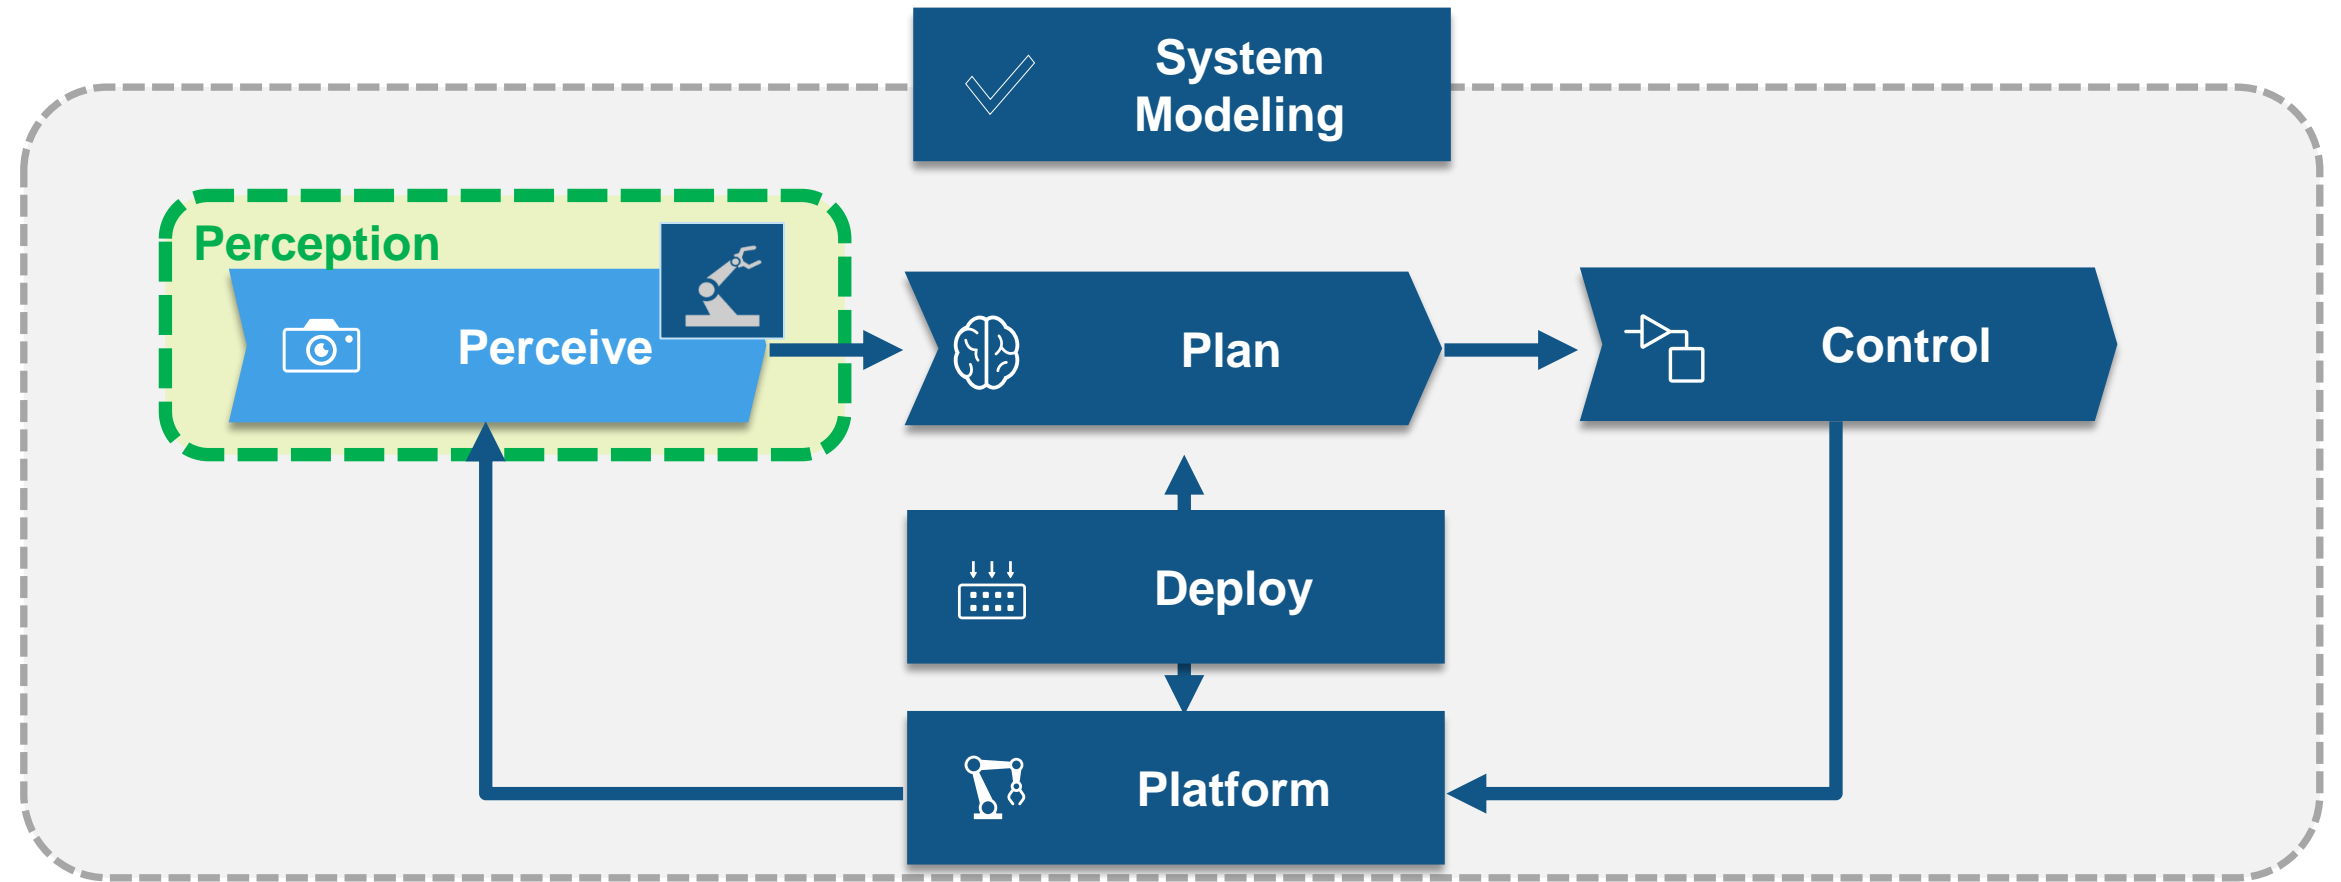 System
Modeling
Perception
Perceive
Plan
Control
Deploy
Platform